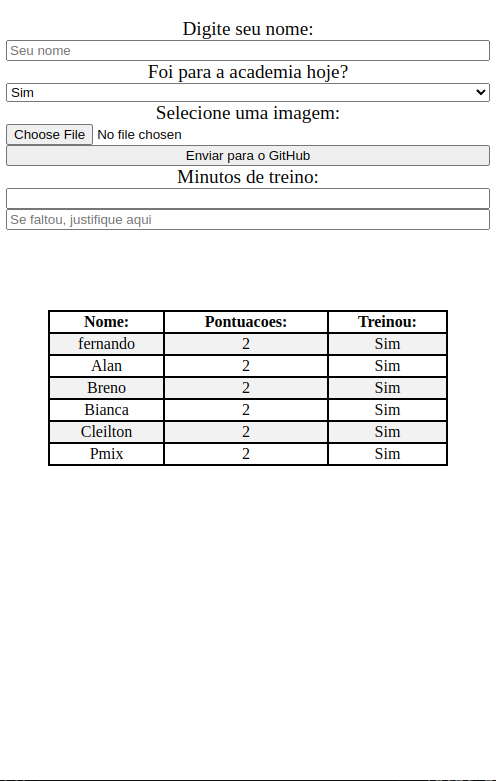 Digite seu nome:
Seu nome
Foi para a academia hoje?
Sim
Selecione uma imagem:
Choose File No file chosen
Enviar para o GitHub
Minutos de treino:
Se faltou, justifique aqui
Nome: Pontuacoes: Treinou:
fernando 2 Sim
Alan 2 Sim
Breno 2 Sim
Bianca 2 Sim
Cleilton 2 Sim
Pmix 2 Sim